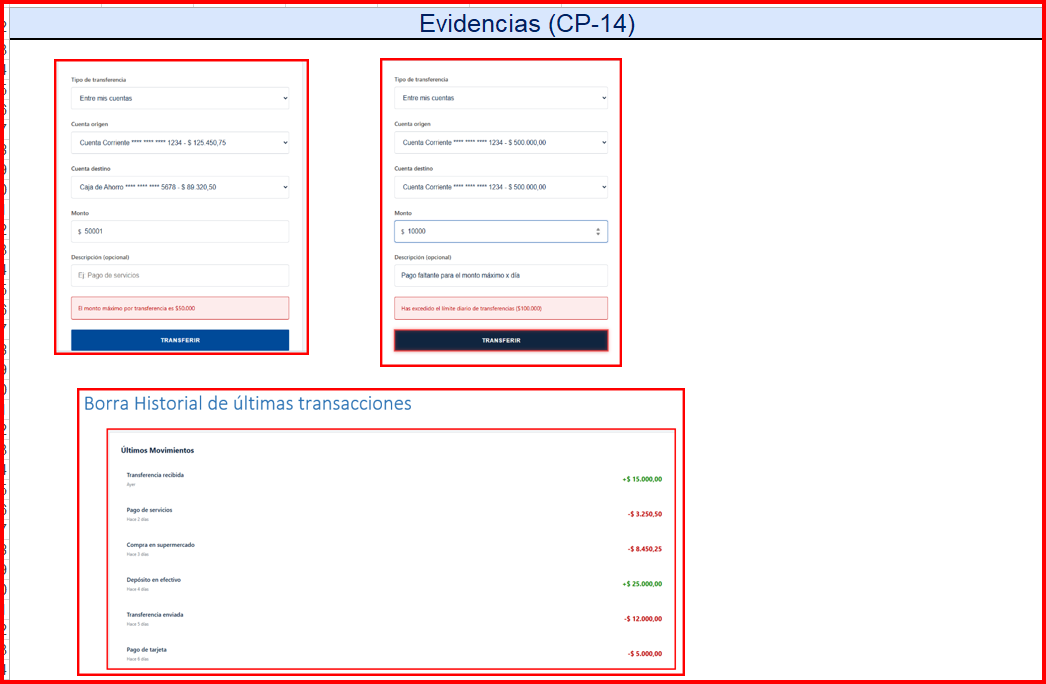 Evidencias (CP-14)
Tipo de transferencia
Entre mis cuentas
Cuenta origen
Cuenta Corriente **** **** **** 1234 - $ 125.450,75
Cuenta destino
Caja de Ahorro **** **** **** 5678 - $ 89.320,50
Monto
$ 50001
Descripción (opcional)
Ej: Pago de servicios
El monto máximo por transferencia es $50.000
TRANSFERIR
Tipo de transferencia
Entre mis cuentas
Cuenta origen
Cuenta Corriente **** **** **** 1234 - $ 500.000,00
Cuenta destino
Cuenta Corriente **** **** **** 1234 - $ 500.000,00
Monto
$ 10000
Descripción (opcional)
Pago faltante para el monto máximo x día
Has excedido el límite diario de transferencias ($100.000)
TRANSFERIR
Borra Historial de últimas transacciones
Últimos Movimientos
Transferencia recibida
Ayer
+$ 15.000,00
Pago de servicios
Hace 2 días
-$ 3.250,50
Compra en supermercado
Hace 3 días
-$ 8.450,25
Depósito en efectivo
Hace 4 días
+$ 25.000,00
Transferencia enviada
Hace 5 días
-$ 12.000,00
Pago de tarjeta
Hace 6 días
-$ 5.000,00